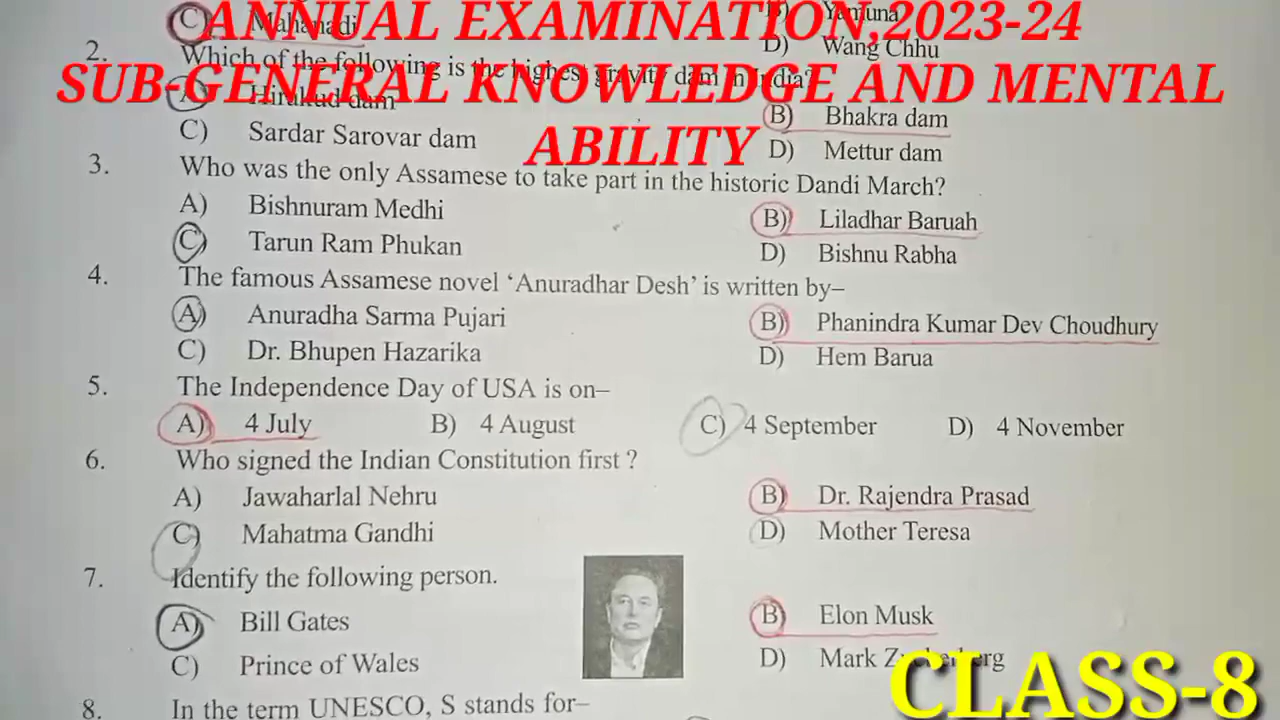 C) Mahanadi B) Yamuna
D) Wang Chhu
ANNUAL EXAMINATION,2023-24
SUB-GENERAL KNOWLEDGE AND MENTAL
ABILITY
2. Which of the following is the highest gravity dam in India?
A) Hirakud dam B) Bhakra dam
C) Sardar Sarovar dam D) Mettur dam
3. Who was the only Assamese to take part in the historic Dandi March?
A) Bishnuram Medhi B) Liladhar Baruah
C) Tarun Ram Phukan D) Bishnu Rabha
4. The famous Assamese novel ‘Anuradhar Desh’ is written by–
A) Anuradha Sarma Pujari B) Phanindra Kumar Dev Choudhury
C) Dr. Bhupen Hazarika D) Hem Barua
5. The Independence Day of USA is on–
A) 4 July B) 4 August C) 4 September D) 4 November
6. Who signed the Indian Constitution first ?
A) Jawaharlal Nehru B) Dr. Rajendra Prasad
C) Mahatma Gandhi D) Mother Teresa
7. Identify the following person.
A) Bill Gates B) Elon Musk
C) Prince of Wales D) Mark Zuckerberg
CLASS-8
8. In the term UNESCO, S stands for–